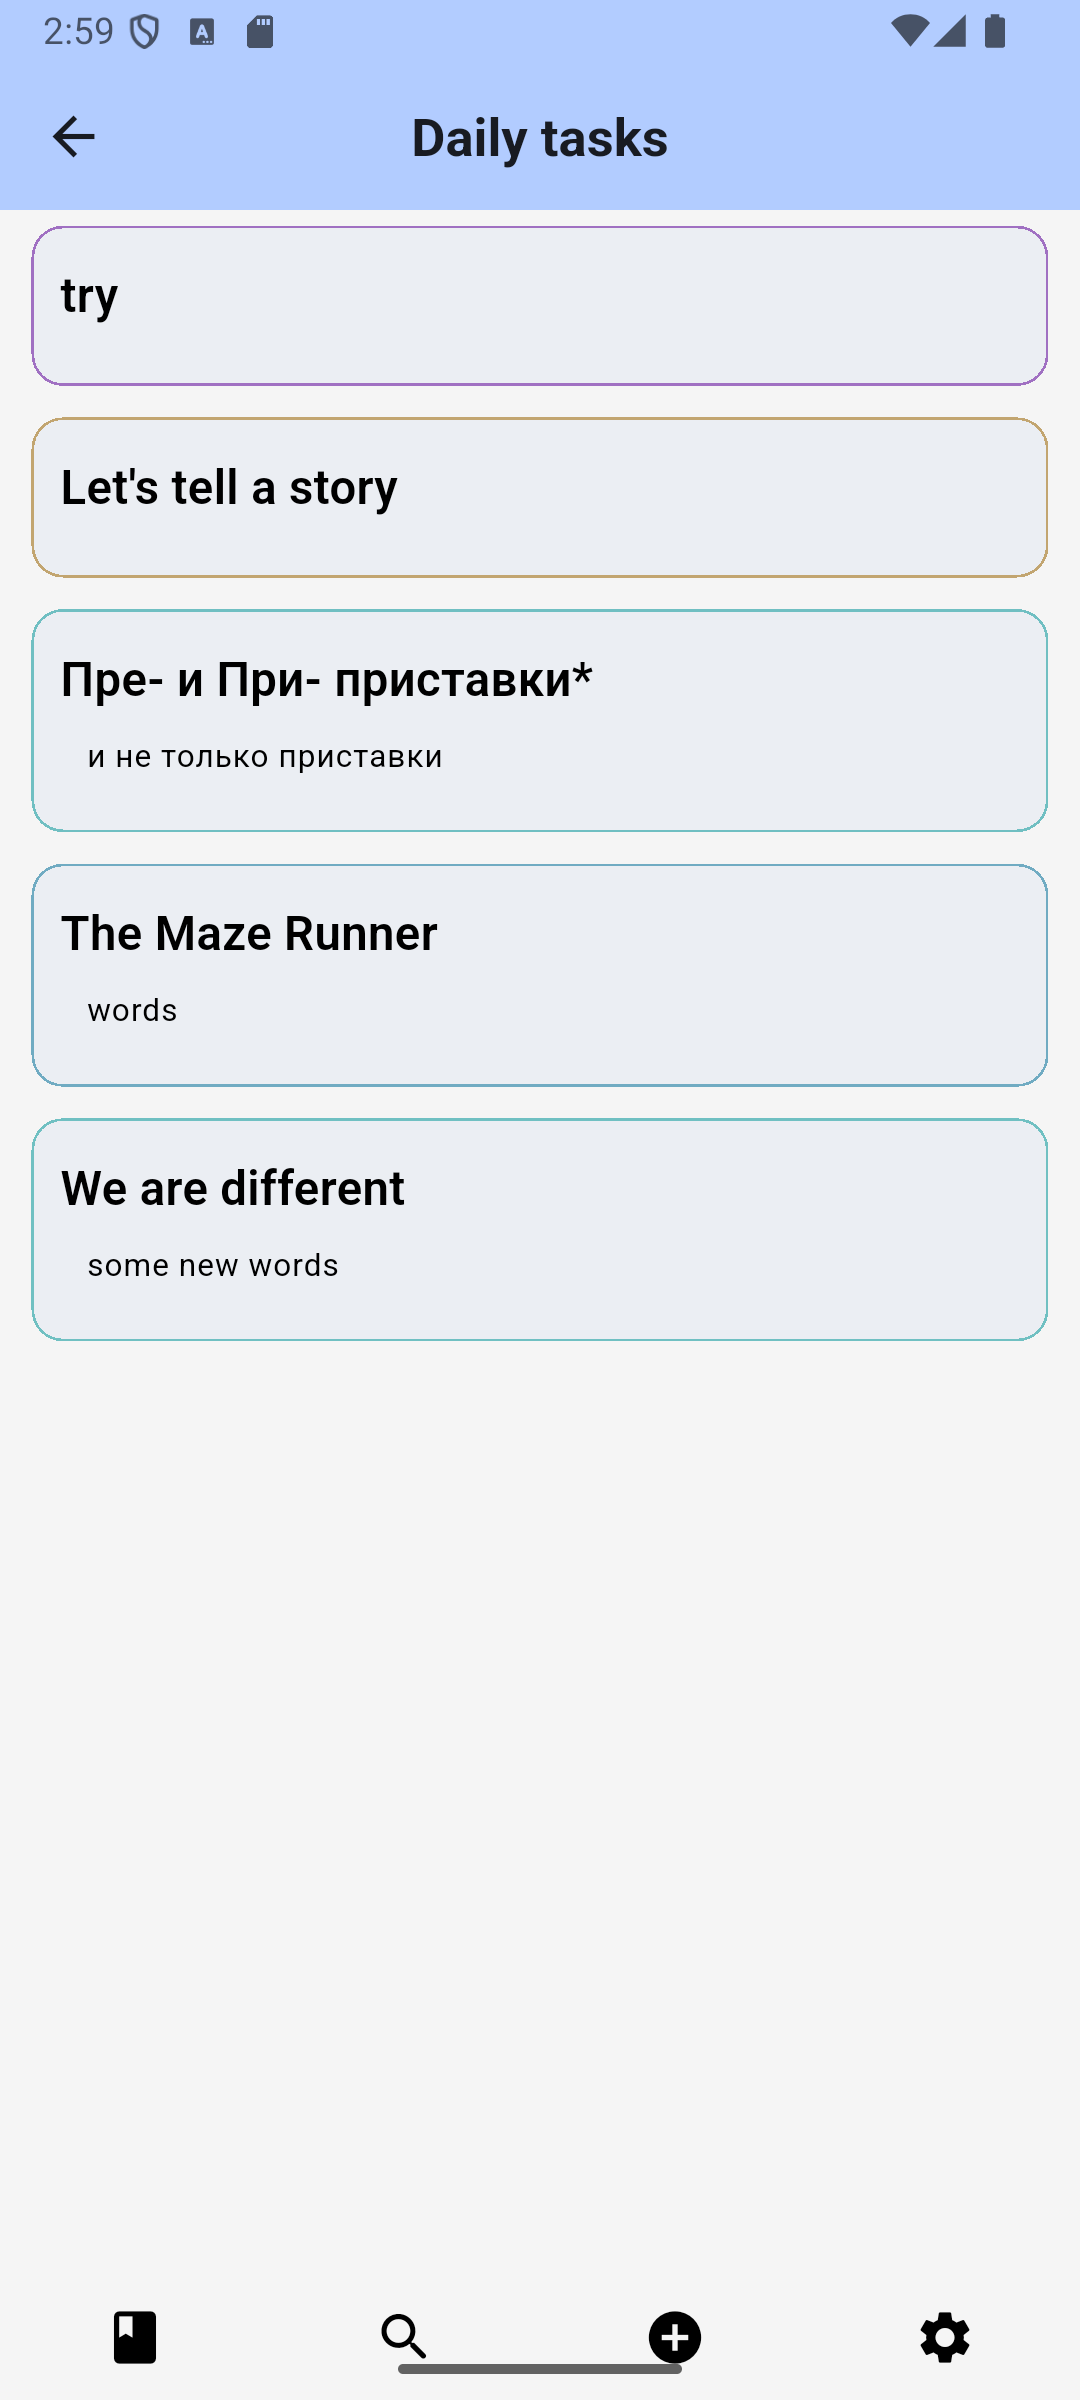 2:59
Daily tasks
try
Let's tell a story
Пре- и При- приставки*
и не только приставки
The Maze Runner
words
We are different
some new words